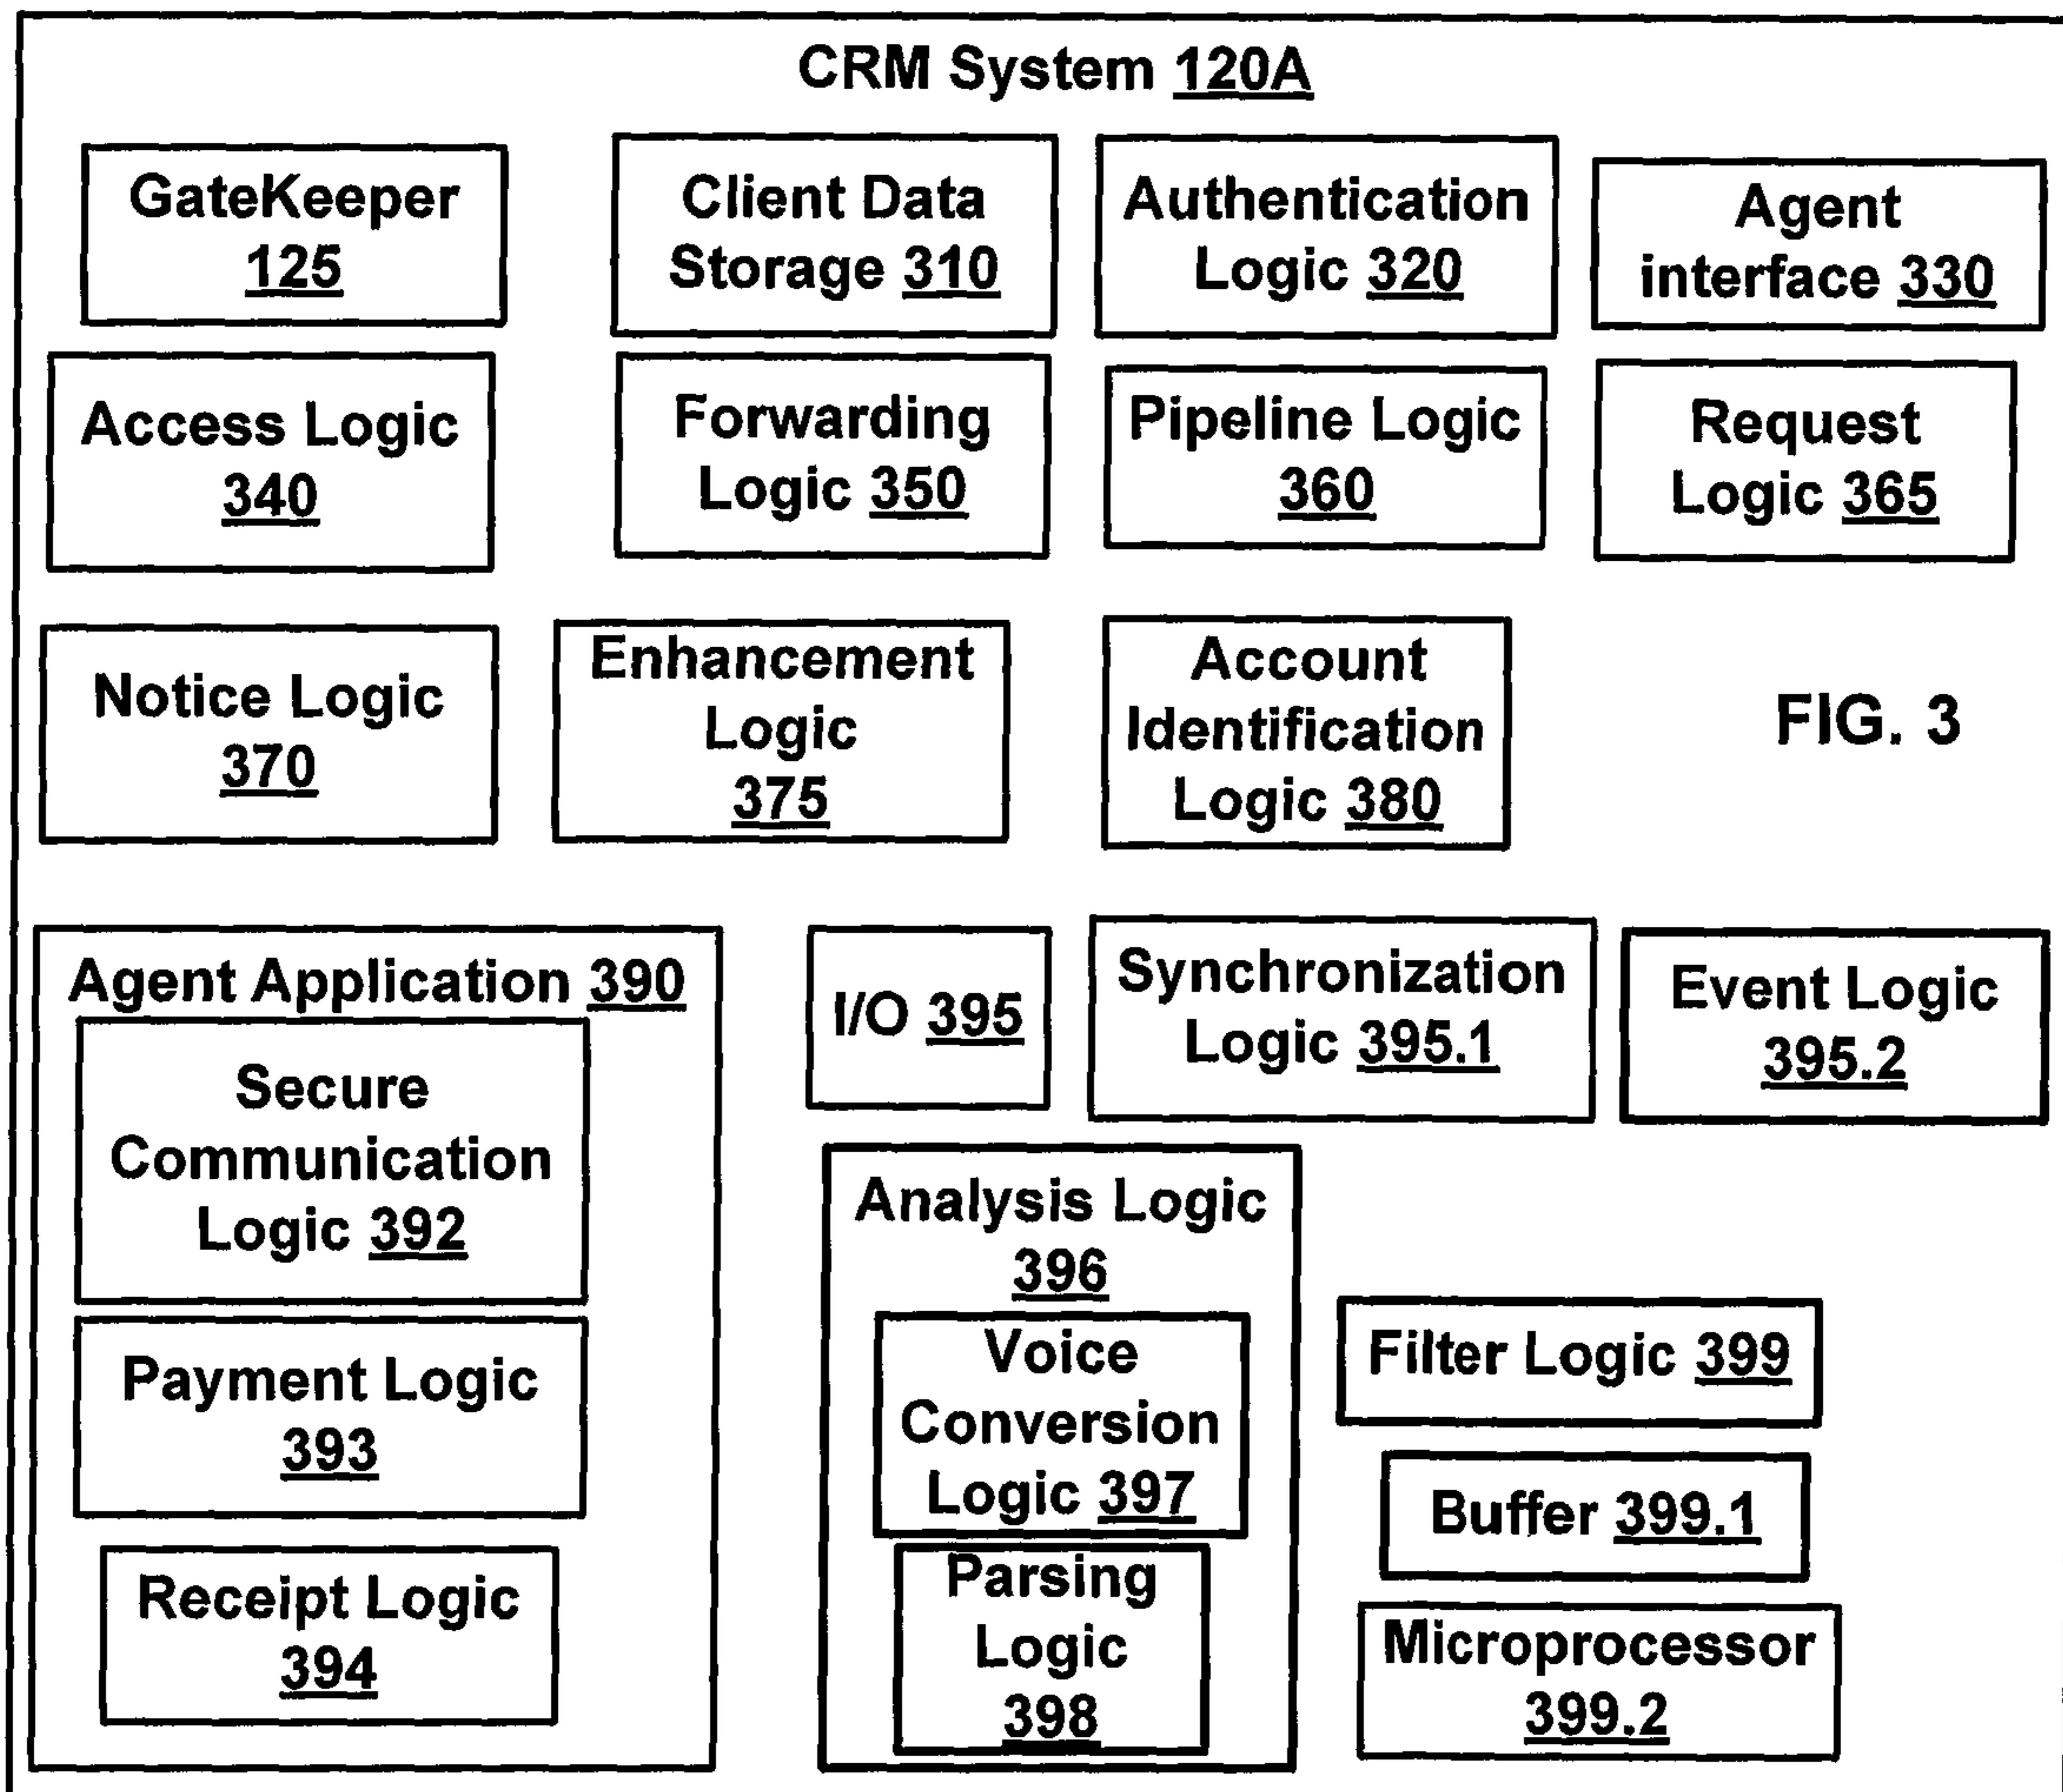 CRM System 120A
GateKeeper
125
Client Data
Storage 310
Authentication
Logic 320
Agent
interface 330
Access Logic
340
Forwarding
Logic 350
Pipeline Logic
360
Request
Logic 365
Notice Logic
370
Enhancement
Logic
375
Account
Identification
Logic 380
FIG. 3
Agent Application 390
Secure
Communication
Logic 392
Payment Logic
393
Receipt Logic
394
I/O 395
Synchronization
Logic 395.1
Event Logic
395.2
Analysis Logic
396
Voice
Conversion
Logic 397
Parsing
Logic
398
Filter Logic 399
Buffer 399.1
Microprocessor
399.2